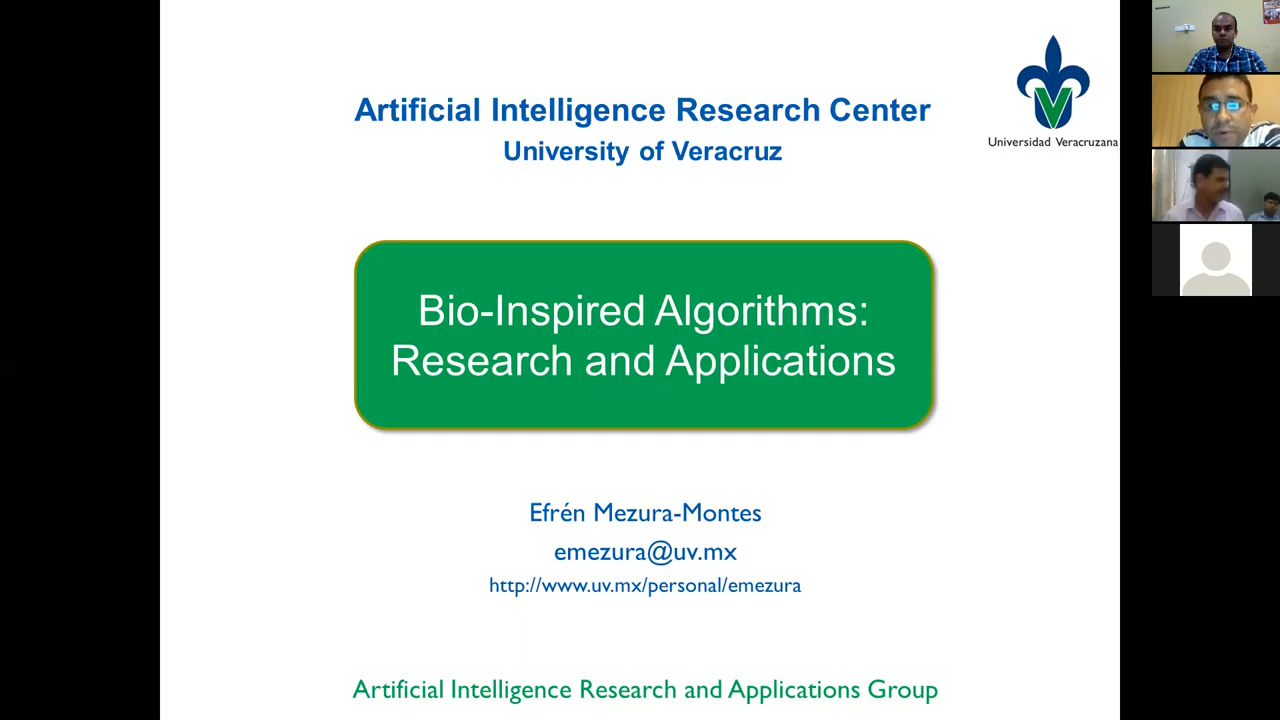 Artificial Intelligence Research Center
University of Veracruz
Universidad Veracruzana
Bio-Inspired Algorithms:
Research and Applications
Efrén Mezura-Montes
emezura@uv.mx
http://www.uv.mx/personal/emezura
Artificial Intelligence Research and Applications Group